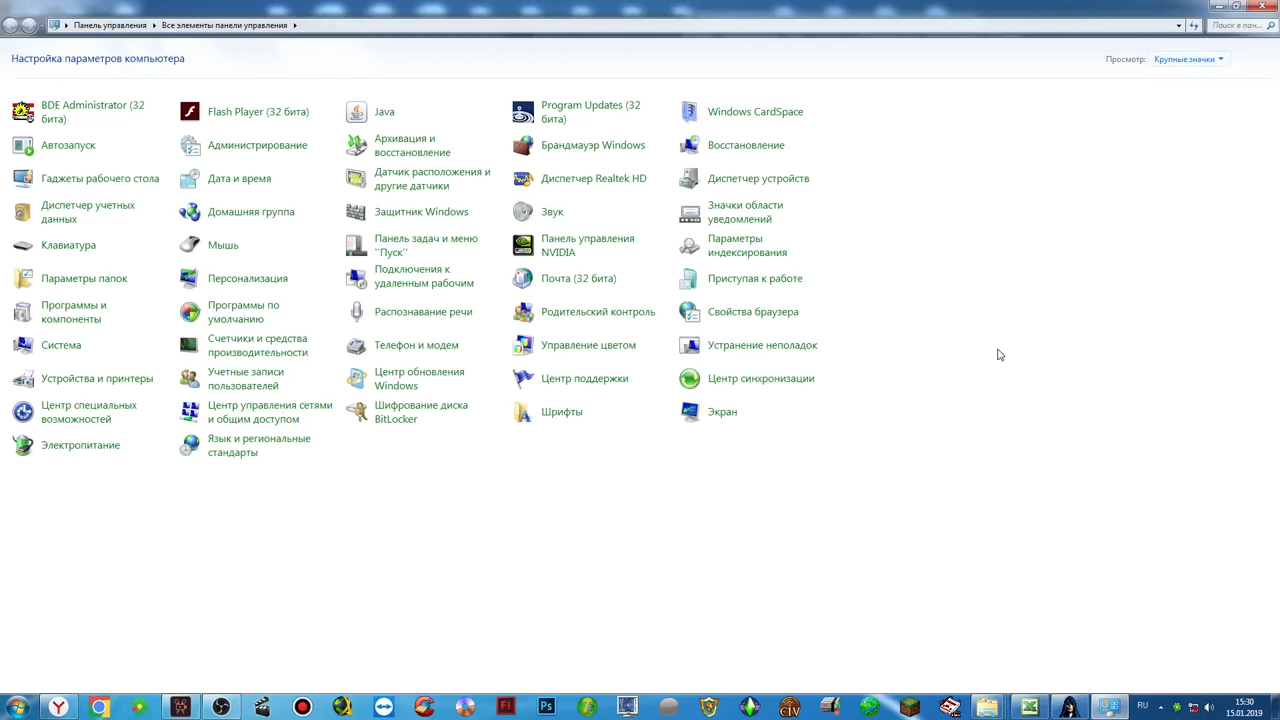 Панель управления ▸ Все элементы панели управления ▸
Поиск в пан...
Настройка параметров компьютера
Просмотр: Крупные значки
BDE Administrator (32
бита)
Flash Player (32 бита)
Java
Program Updates (32
бита)
Windows CardSpace
Автозапуск
Администрирование
Архивация и
восстановление
Брандмауэр Windows
Восстановление
Гаджеты рабочего стола
Дата и время
Датчик расположения и
другие датчики
Диспетчер Realtek HD
Диспетчер устройств
Диспетчер учетных
данных
Домашняя группа
Защитник Windows
Звук
Значки области
уведомлений
Клавиатура
Мышь
Панель задач и меню
''Пуск''
Панель управления
NVIDIA
Параметры
индексирования
Параметры папок
Персонализация
Подключения к
удаленным рабочим
Почта (32 бита)
Приступая к работе
Программы и
компоненты
Программы по
умолчанию
Распознавание речи
Родительский контроль
Свойства браузера
Система
Счетчики и средства
производительности
Телефон и модем
Управление цветом
Устранение неполадок
Устройства и принтеры
Учетные записи
пользователей
Центр обновления
Windows
Центр поддержки
Центр синхронизации
Центр специальных
возможностей
Центр управления сетями
и общим доступом
Шифрование диска
BitLocker
Шрифты
Экран
Электропитание
Язык и региональные
стандарты
Fl
Ps
CIV
RU
15:30
15.01.2019